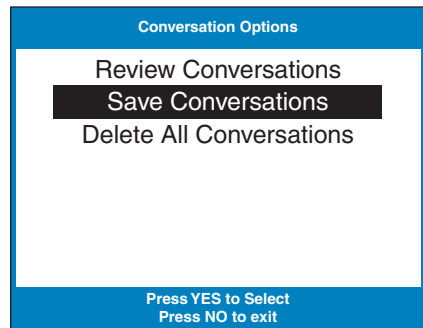 Conversation Options
Review Conversations
Save Conversations
Delete All Conversations
Press YES to Select
Press NO to exit